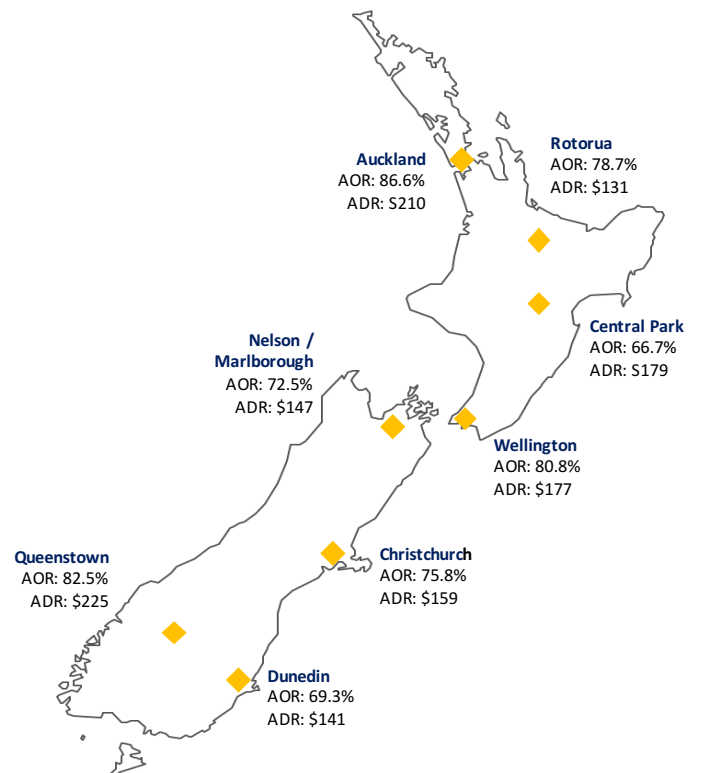 Auckland
AOR: 86.6%
ADR: S210
Rotorua
AOR: 78.7%
ADR: $131
Central Park
AOR: 66.7%
ADR: S179
Nelson /
Marlborough
AOR: 72.5%
ADR: $147
Wellington
AOR: 80.8%
ADR: $177
Queenstown
AOR: 82.5%
ADR: $225
Christchurch
AOR: 75.8%
ADR: $159
Dunedin
AOR: 69.3%
ADR: $141